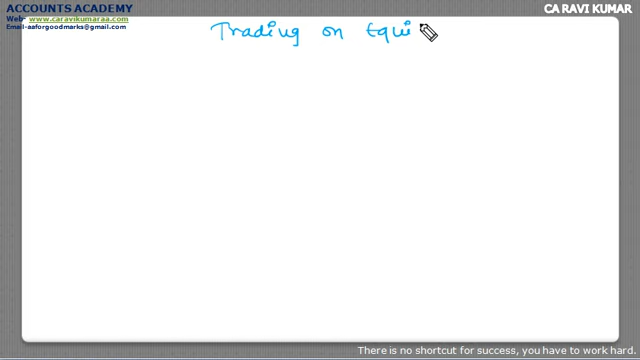 ACCOUNTS ACADEMY
CA RAVI KUMAR
Web- www.caravikumaraa.com
Email-aaforgoodmarks@gmail.com
Trading on Equi
There is no shortcut for success, you have to work hard.